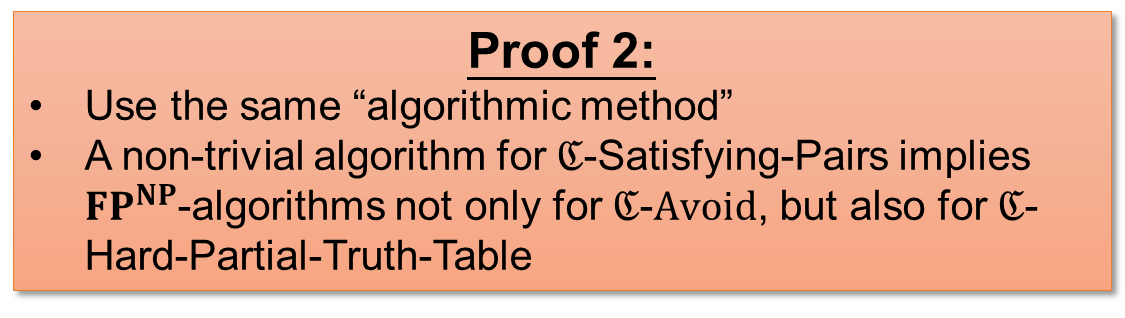 Proof 2:
• Use the same “algorithmic method”
• A non-trivial algorithm for ℭ-Satisfying-Pairs implies
FP^NP-algorithms not only for ℭ-Avoid, but also for ℭ-
Hard-Partial-Truth-Table